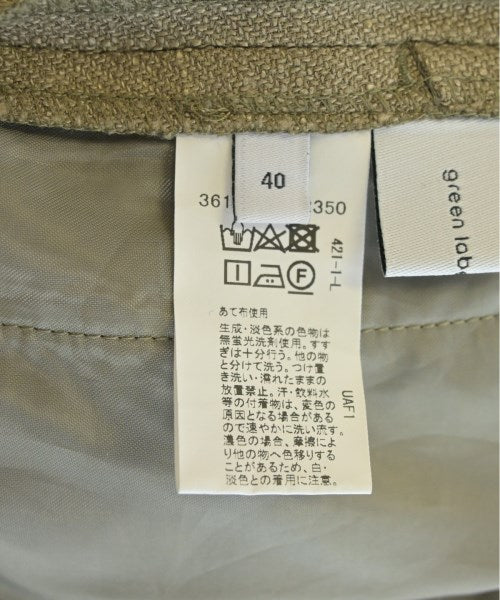 40
361
350
421-1-L
green lab
F
あて布使用
生成・淡色系の色物は
無蛍光洗剤使用。すす
ぎは十分行う。他の物
と分けて洗う。つけ置
き洗い・濡れたままの
放置禁止。汗・飲料水
等の付着物は、変色の
原因となる場合がある
ので速やかに洗い流す。
濃色の場合、摩擦によ
り他の物へ色移りする
ことがあるため、白・
淡色との着用に注意。
UAF1